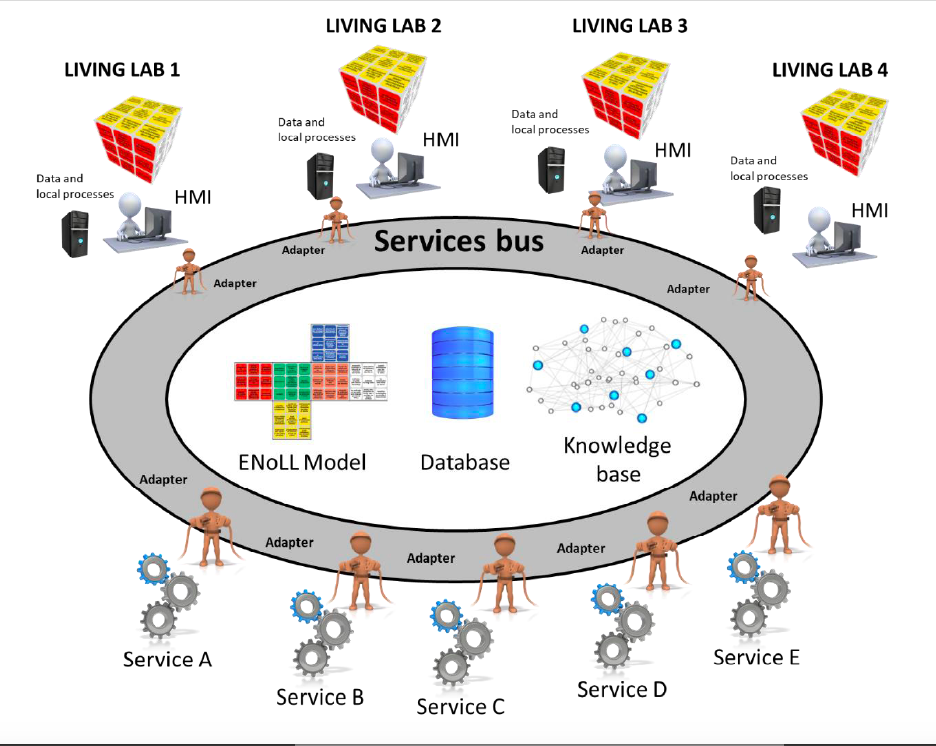 LIVING LAB 1
LIVING LAB 2
LIVING LAB 3
LIVING LAB 4
Data and
local processes
HMI
Data and
local processes
HMI
Data and
local processes
HMI
Data and
local processes
HMI
Adapter
Adapter
Services bus
Adapter
Adapter
ENoLL Model
Database
Knowledge
base
Adapter
Adapter
Adapter
Adapter
Adapter
Service A
Service B
Service C
Service D
Service E